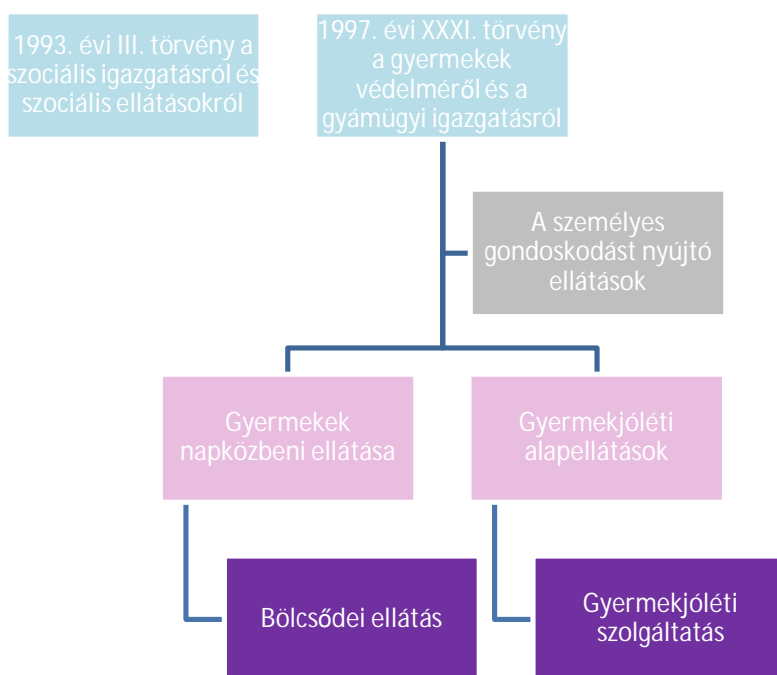 1993. évi III. törvény a
szociális igazgatásról és
szociális ellátásokról
1997. évi XXXI. törvény
a gyermekek
védelméről és a
gyámügyi igazgatásról
A személyes
gondoskodást nyújtó
ellátások
Gyermekek
napközbeni ellátása
Gyermekjóléti
alapellátások
Bölcsődei ellátás
Gyermekjóléti
szolgáltatás